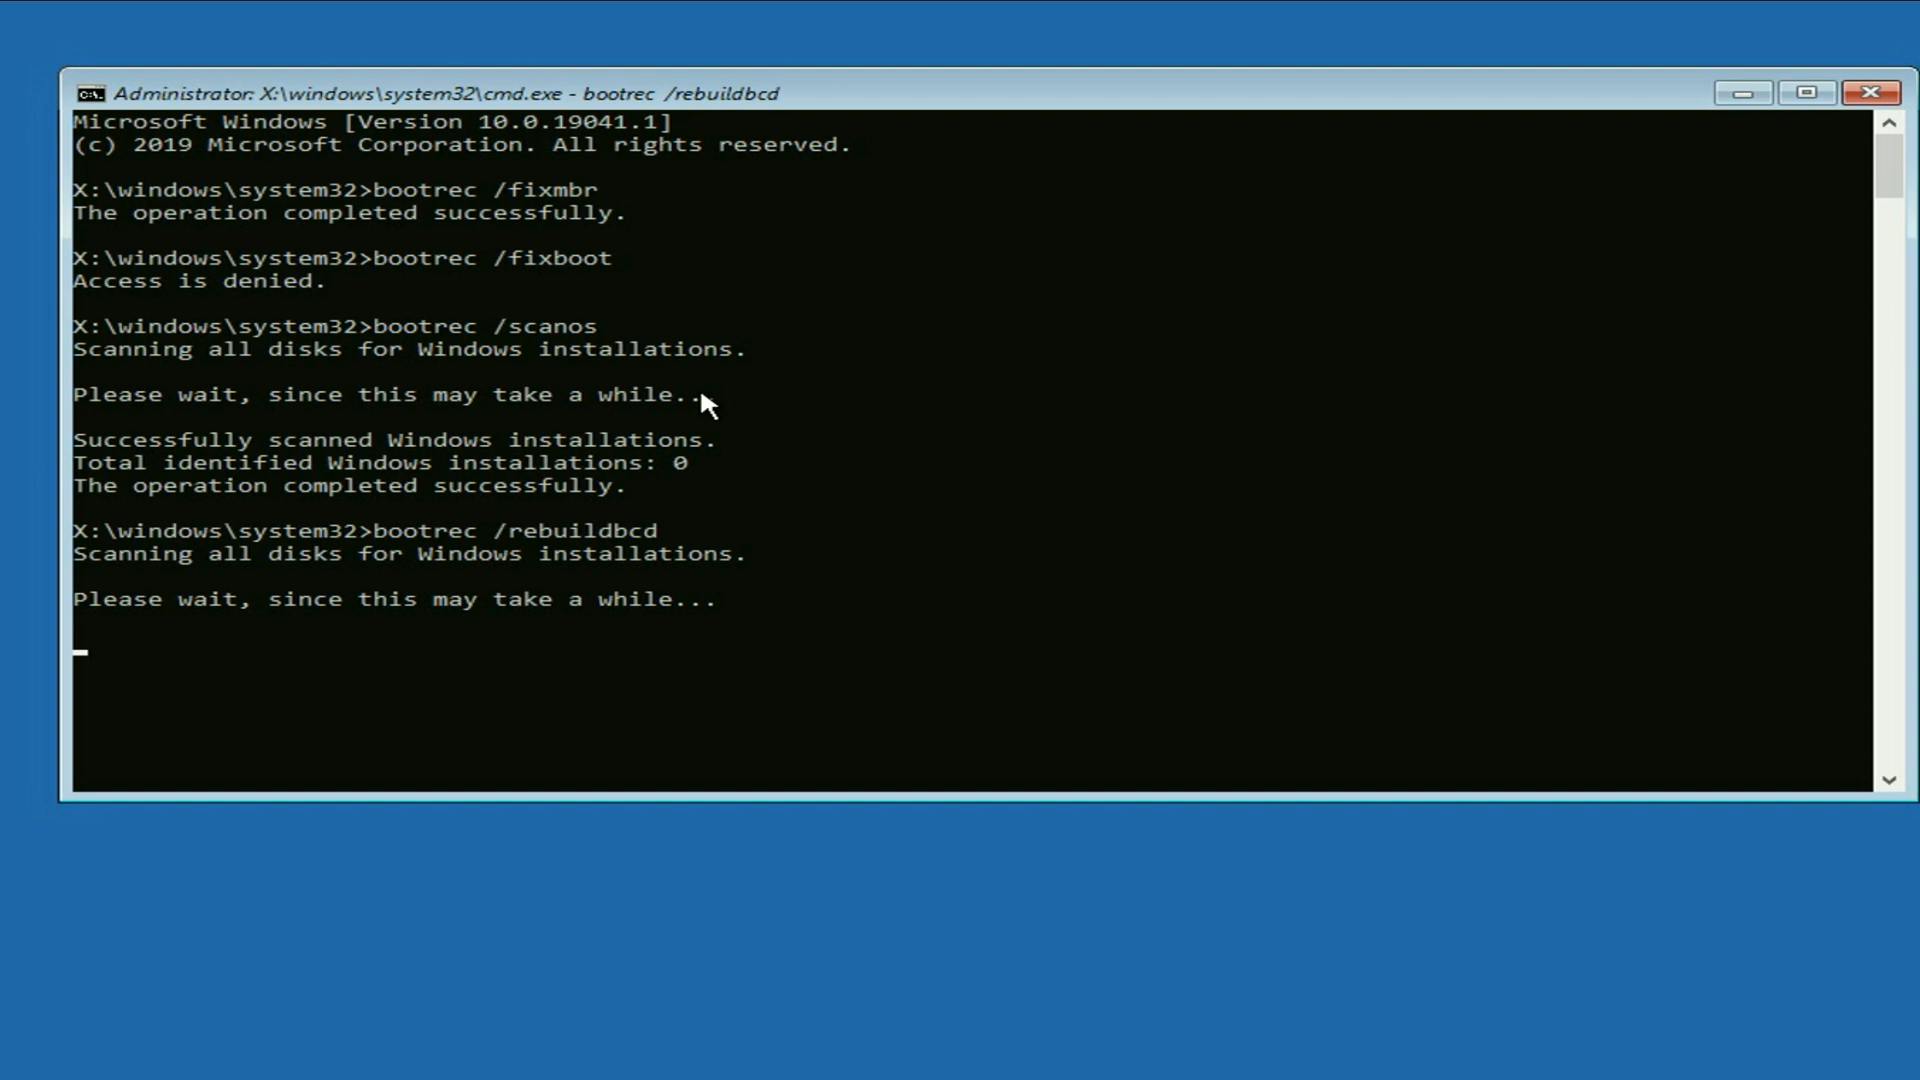 Administrator: X:\windows\system32\cmd.exe - bootrec /rebuildbcd
Microsoft Windows [Version 10.0.19041.1]
(c) 2019 Microsoft Corporation. All rights reserved.
X:\windows\system32>bootrec /fixmbr
The operation completed successfully.
X:\windows\system32>bootrec /fixboot
Access is denied.
X:\windows\system32>bootrec /scanos
Scanning all disks for Windows installations.
Please wait, since this may take a while...
Successfully scanned Windows installations.
Total identified Windows installations: 0
The operation completed successfully.
X:\windows\system32>bootrec /rebuildbcd
Scanning all disks for Windows installations.
Please wait, since this may take a while...